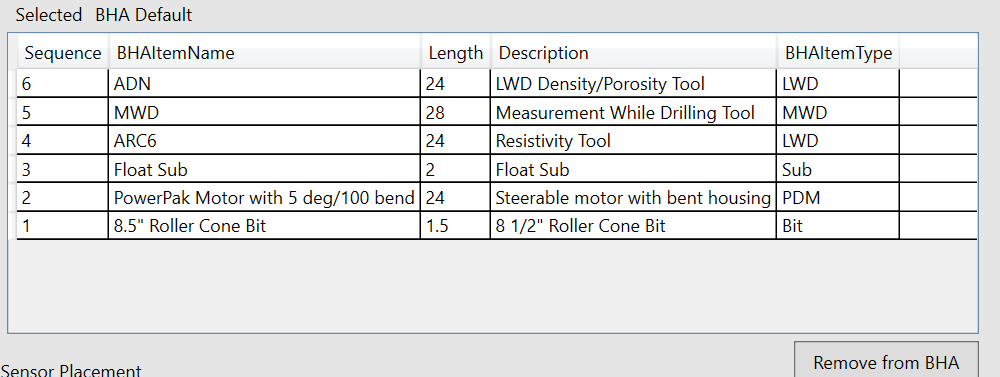 Selected BHA Default
Sequence BHAItemName Length Description BHAItemType
6 ADN 24 LWD Density/Porosity Tool LWD
5 MWD 28 Measurement While Drilling Tool MWD
4 ARC6 24 Resistivity Tool LWD
3 Float Sub 2 Float Sub Sub
2 PowerPak Motor with 5 deg/100 bend 24 Steerable motor with bent housing PDM
1 8.5" Roller Cone Bit 1.5 8 1/2" Roller Cone Bit Bit
Remove from BHA
Sensor Placement